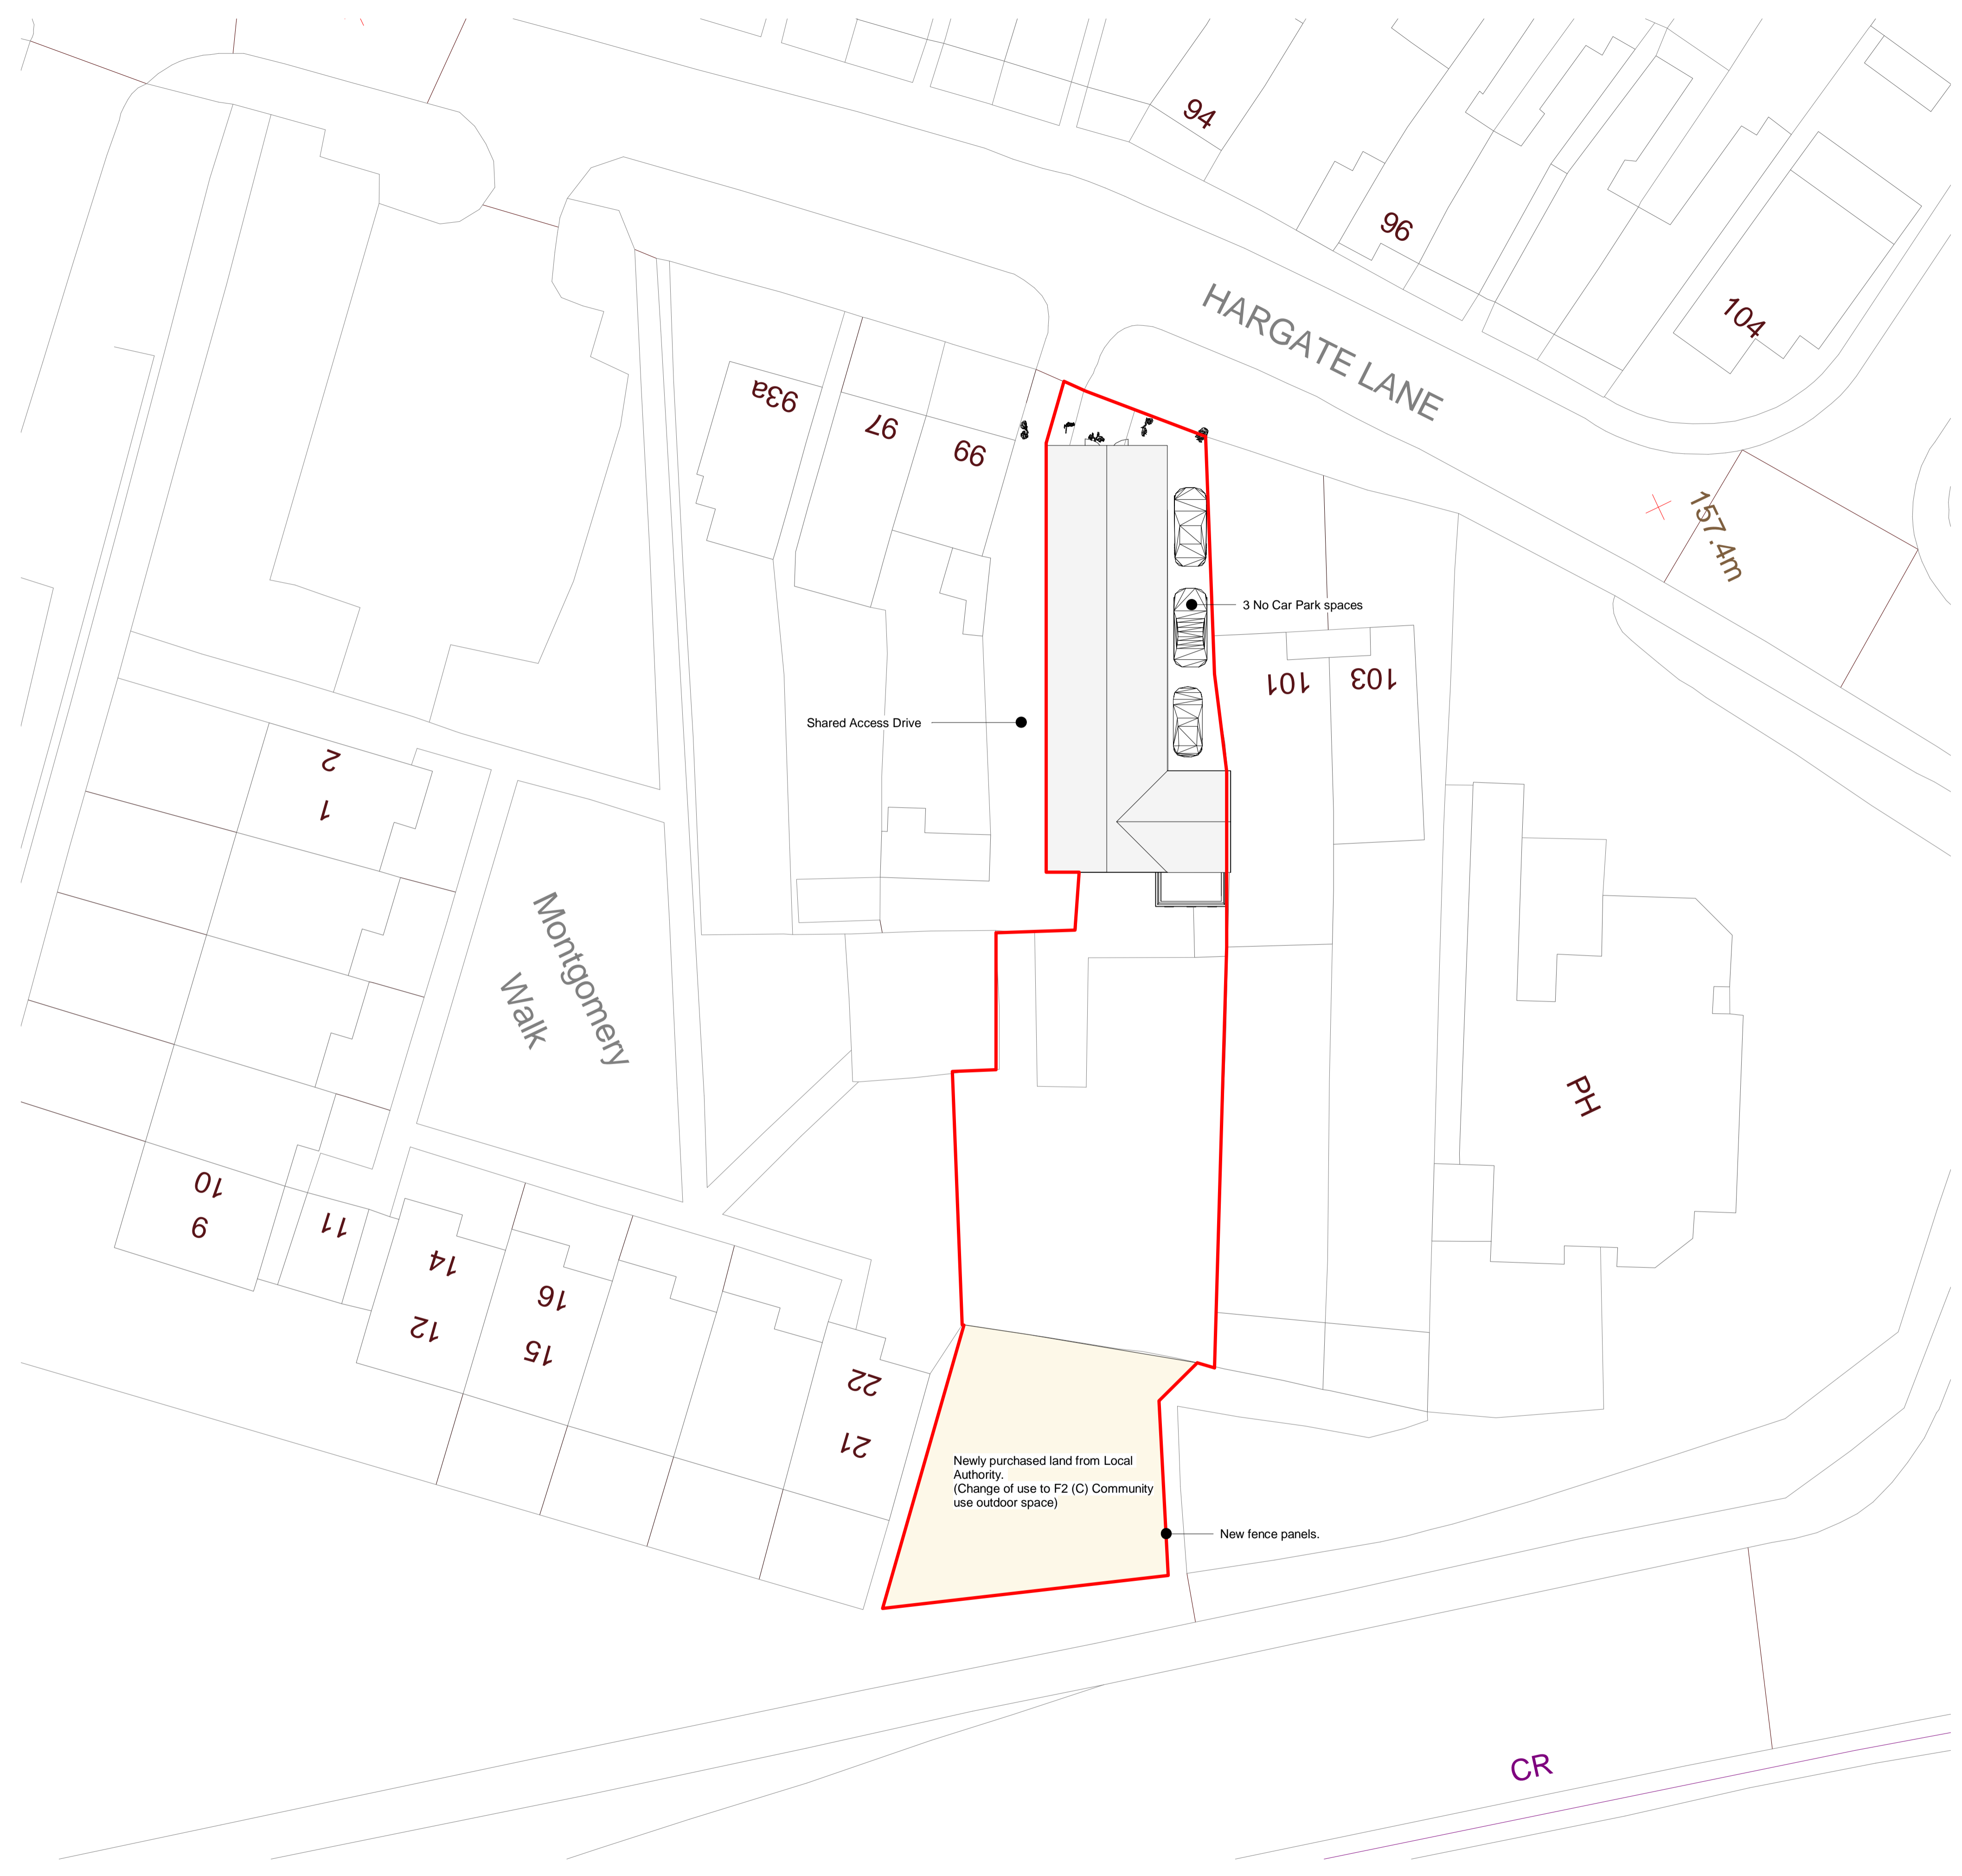 94
96
104
HARGATE LANE
93a
97
99
157.4m
3 No Car Park spaces
101
103
Shared Access Drive
2
1
Montgomery
Walk
PH
10
9
11
14
12
16
15
22
21
Newly purchased land from Local
Authority.
(Change of use to F2 (C) Community
use outdoor space)
New fence panels.
CR